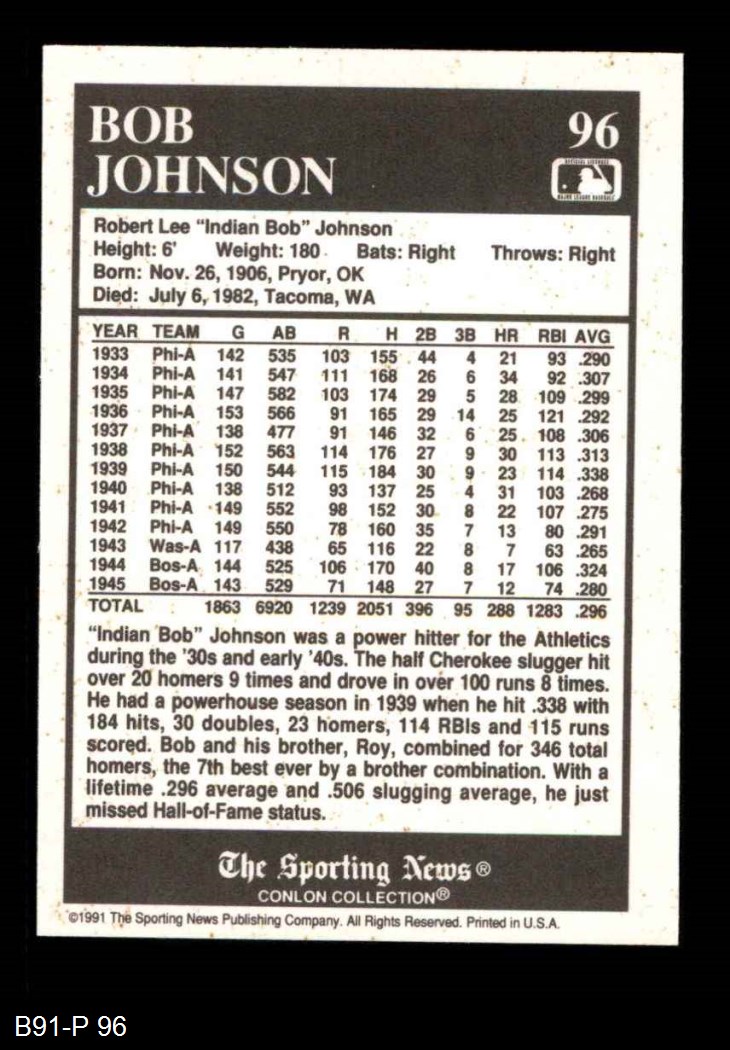 BOB
JOHNSON
96
Robert Lee "Indian Bob" Johnson
Height: 6' Weight: 180 Bats: Right Throws: Right
Born: Nov. 26, 1906, Pryor, OK
Died: July 6, 1982, Tacoma, WA
YEAR TEAM G AB R H 2B 3B HR RBI AVG
1933 Phi-A 142 535 103 155 44 4 21 93 .290
1934 Phi-A 141 547 111 168 26 6 34 92 .307
1935 Phi-A 147 582 103 174 29 5 28 109 .299
1936 Phi-A 153 566 91 165 29 14 25 121 .292
1937 Phi-A 138 477 91 146 32 6 25 108 .306
1938 Phi-A 152 563 114 176 27 9 30 113 .313
1939 Phi-A 150 544 115 184 30 9 23 114 .338
1940 Phi-A 138 512 93 137 25 4 31 103 .268
1941 Phi-A 149 552 98 152 30 8 22 107 .275
1942 Phi-A 149 550 78 160 35 7 13 80 .291
1943 Was-A 117 438 65 116 22 8 7 63 .265
1944 Bos-A 144 525 106 170 40 8 17 106 .324
1945 Bos-A 143 529 71 148 27 7 12 74 .280
TOTAL 1863 6920 1239 2051 396 95 288 1283 .296
"Indian Bob" Johnson was a power hitter for the Athletics
during the '30s and early '40s. The half Cherokee slugger hit
over 20 homers 9 times and drove in over 100 runs 8 times.
He had a powerhouse season in 1939 when he hit .338 with
184 hits, 30 doubles, 23 homers, 114 RBIs and 115 runs
scored. Bob and his brother, Roy, combined for 346 total
homers, the 7th best ever by a brother combination. With a
lifetime .296 average and .506 slugging average, he just
missed Hall-of-Fame status.
The Sporting News®
CONLON COLLECTION®
©1991 The Sporting News Publishing Company. All Rights Reserved. Printed in U.S.A.
B91-P 96